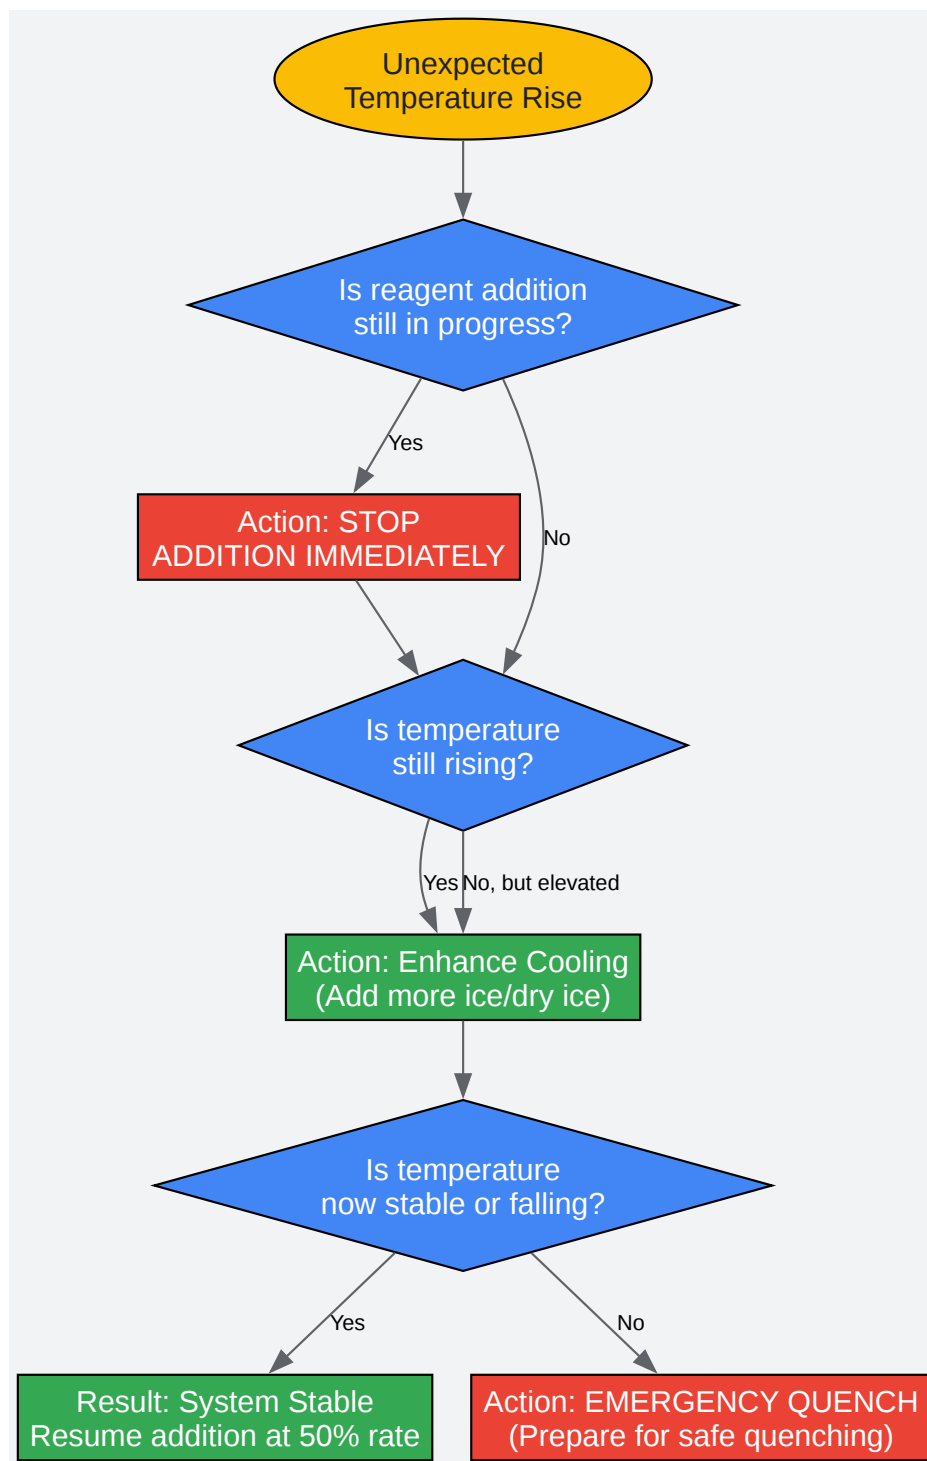 Unexpected
Temperature Rise
Is reagent addition
still in progress?
Yes
Action: STOP
ADDITION IMMEDIATELY
No
Is temperature
still rising?
Yes
No, but elevated
Action: Enhance Cooling
(Add more ice/dry ice)
Is temperature
now stable or falling?
Yes
No
Result: System Stable
Resume addition at 50% rate
Action: EMERGENCY QUENCH
(Prepare for safe quenching)